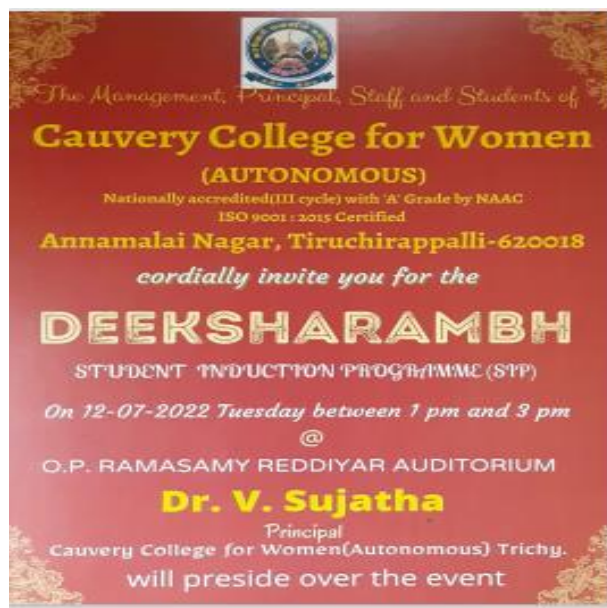 The Management, Principal, Staff and Students of
Cauvery College for Women
(AUTONOMOUS)
Nationally accredited(III cycle) with 'A' Grade by NAAC
ISO 9001 : 2015 Certified
Annamalai Nagar, Tiruchirappalli-620018
cordially invite you for the
DEEKSHARAMBH
STUDENT INDUCTION PROGRAMME (SIP)
On 12-07-2022 Tuesday between 1 pm and 3 pm
@
O.P. RAMASAMY REDDIYAR AUDITORIUM
Dr. V. Sujatha
Principal
Cauvery College for Women(Autonomous) Trichy.
will preside over the event